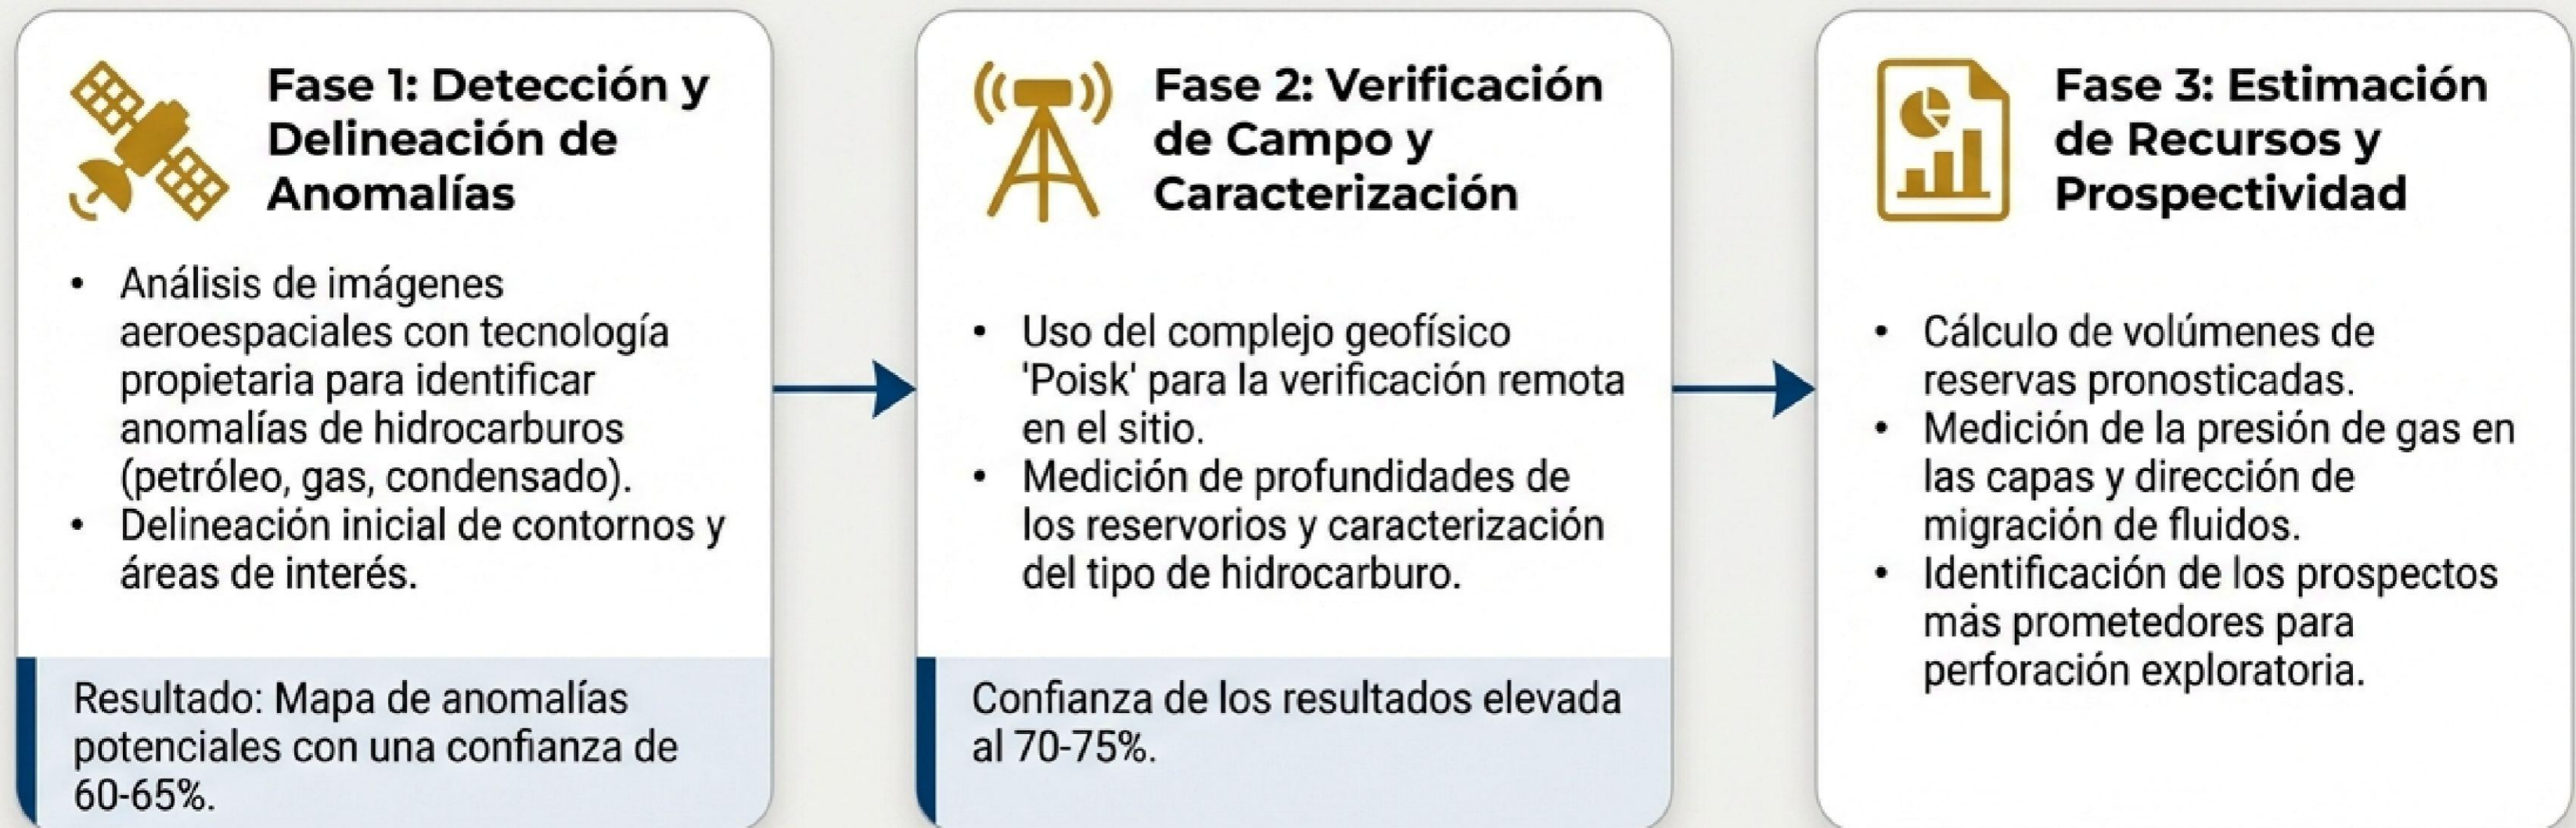 Fase 1: Detección y
Delineación de
Anomalías
• Análisis de imágenes
aeroespaciales con tecnología
propietaria para identificar
anomalías de hidrocarburos
(petróleo, gas, condensado).
• Delineación inicial de contornos y
áreas de interés.
Resultado: Mapa de anomalías
potenciales con una confianza de
60-65%.
Fase 2: Verificación
de Campo y
Caracterización
• Uso del complejo geofísico
'Poisk' para la verificación remota
en el sitio.
• Medición de profundidades de
los reservorios y caracterización
del tipo de hidrocarburo.
Confianza de los resultados elevada
al 70-75%.
Fase 3: Estimación
de Recursos y
Prospectividad
• Cálculo de volúmenes de
reservas pronosticadas.
• Medición de la presión de gas en
las capas y dirección de
migración de fluidos.
• Identificación de los prospectos
más prometedores para
perforación exploratoria.